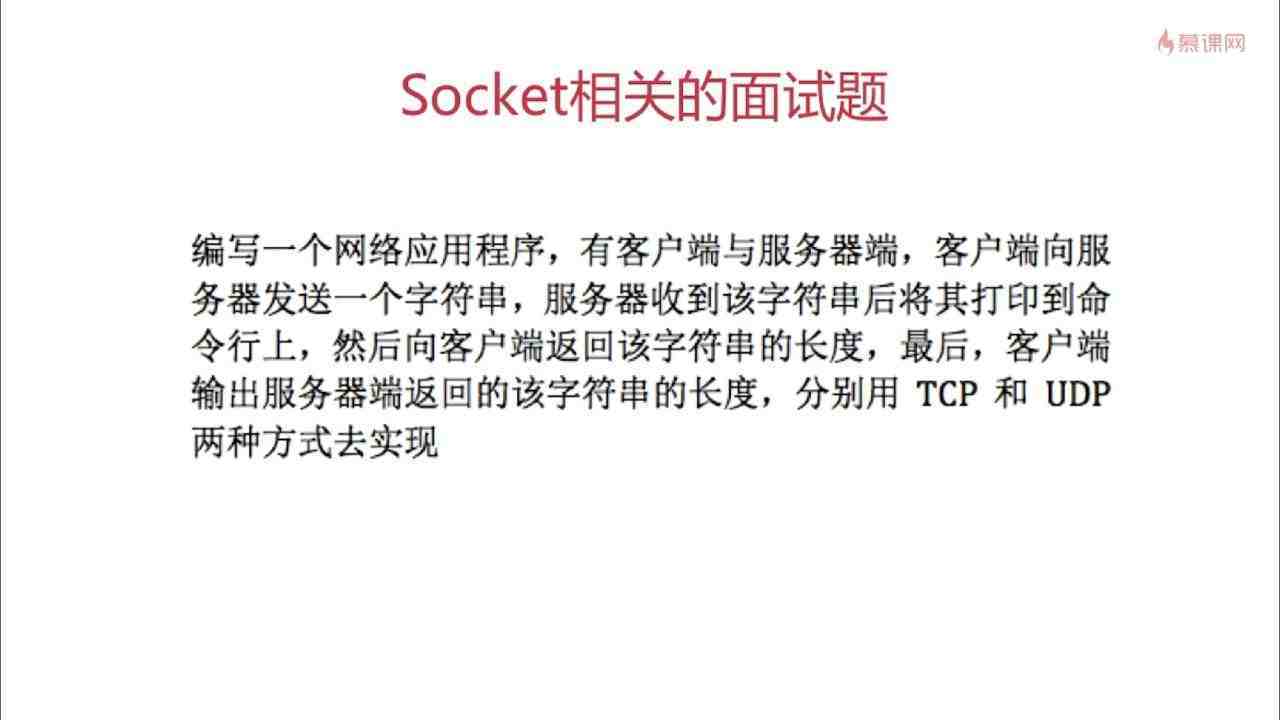 慕课网
Socket相关的面试题
编写一个网络应用程序，有客户端与服务器端，客户端向服
务器发送一个字符串，服务器收到该字符串后将其打印到命
令行上，然后向客户端返回该字符串的长度，最后，客户端
输出服务器端返回的该字符串的长度，分别用 TCP 和 UDP
两种方式去实现